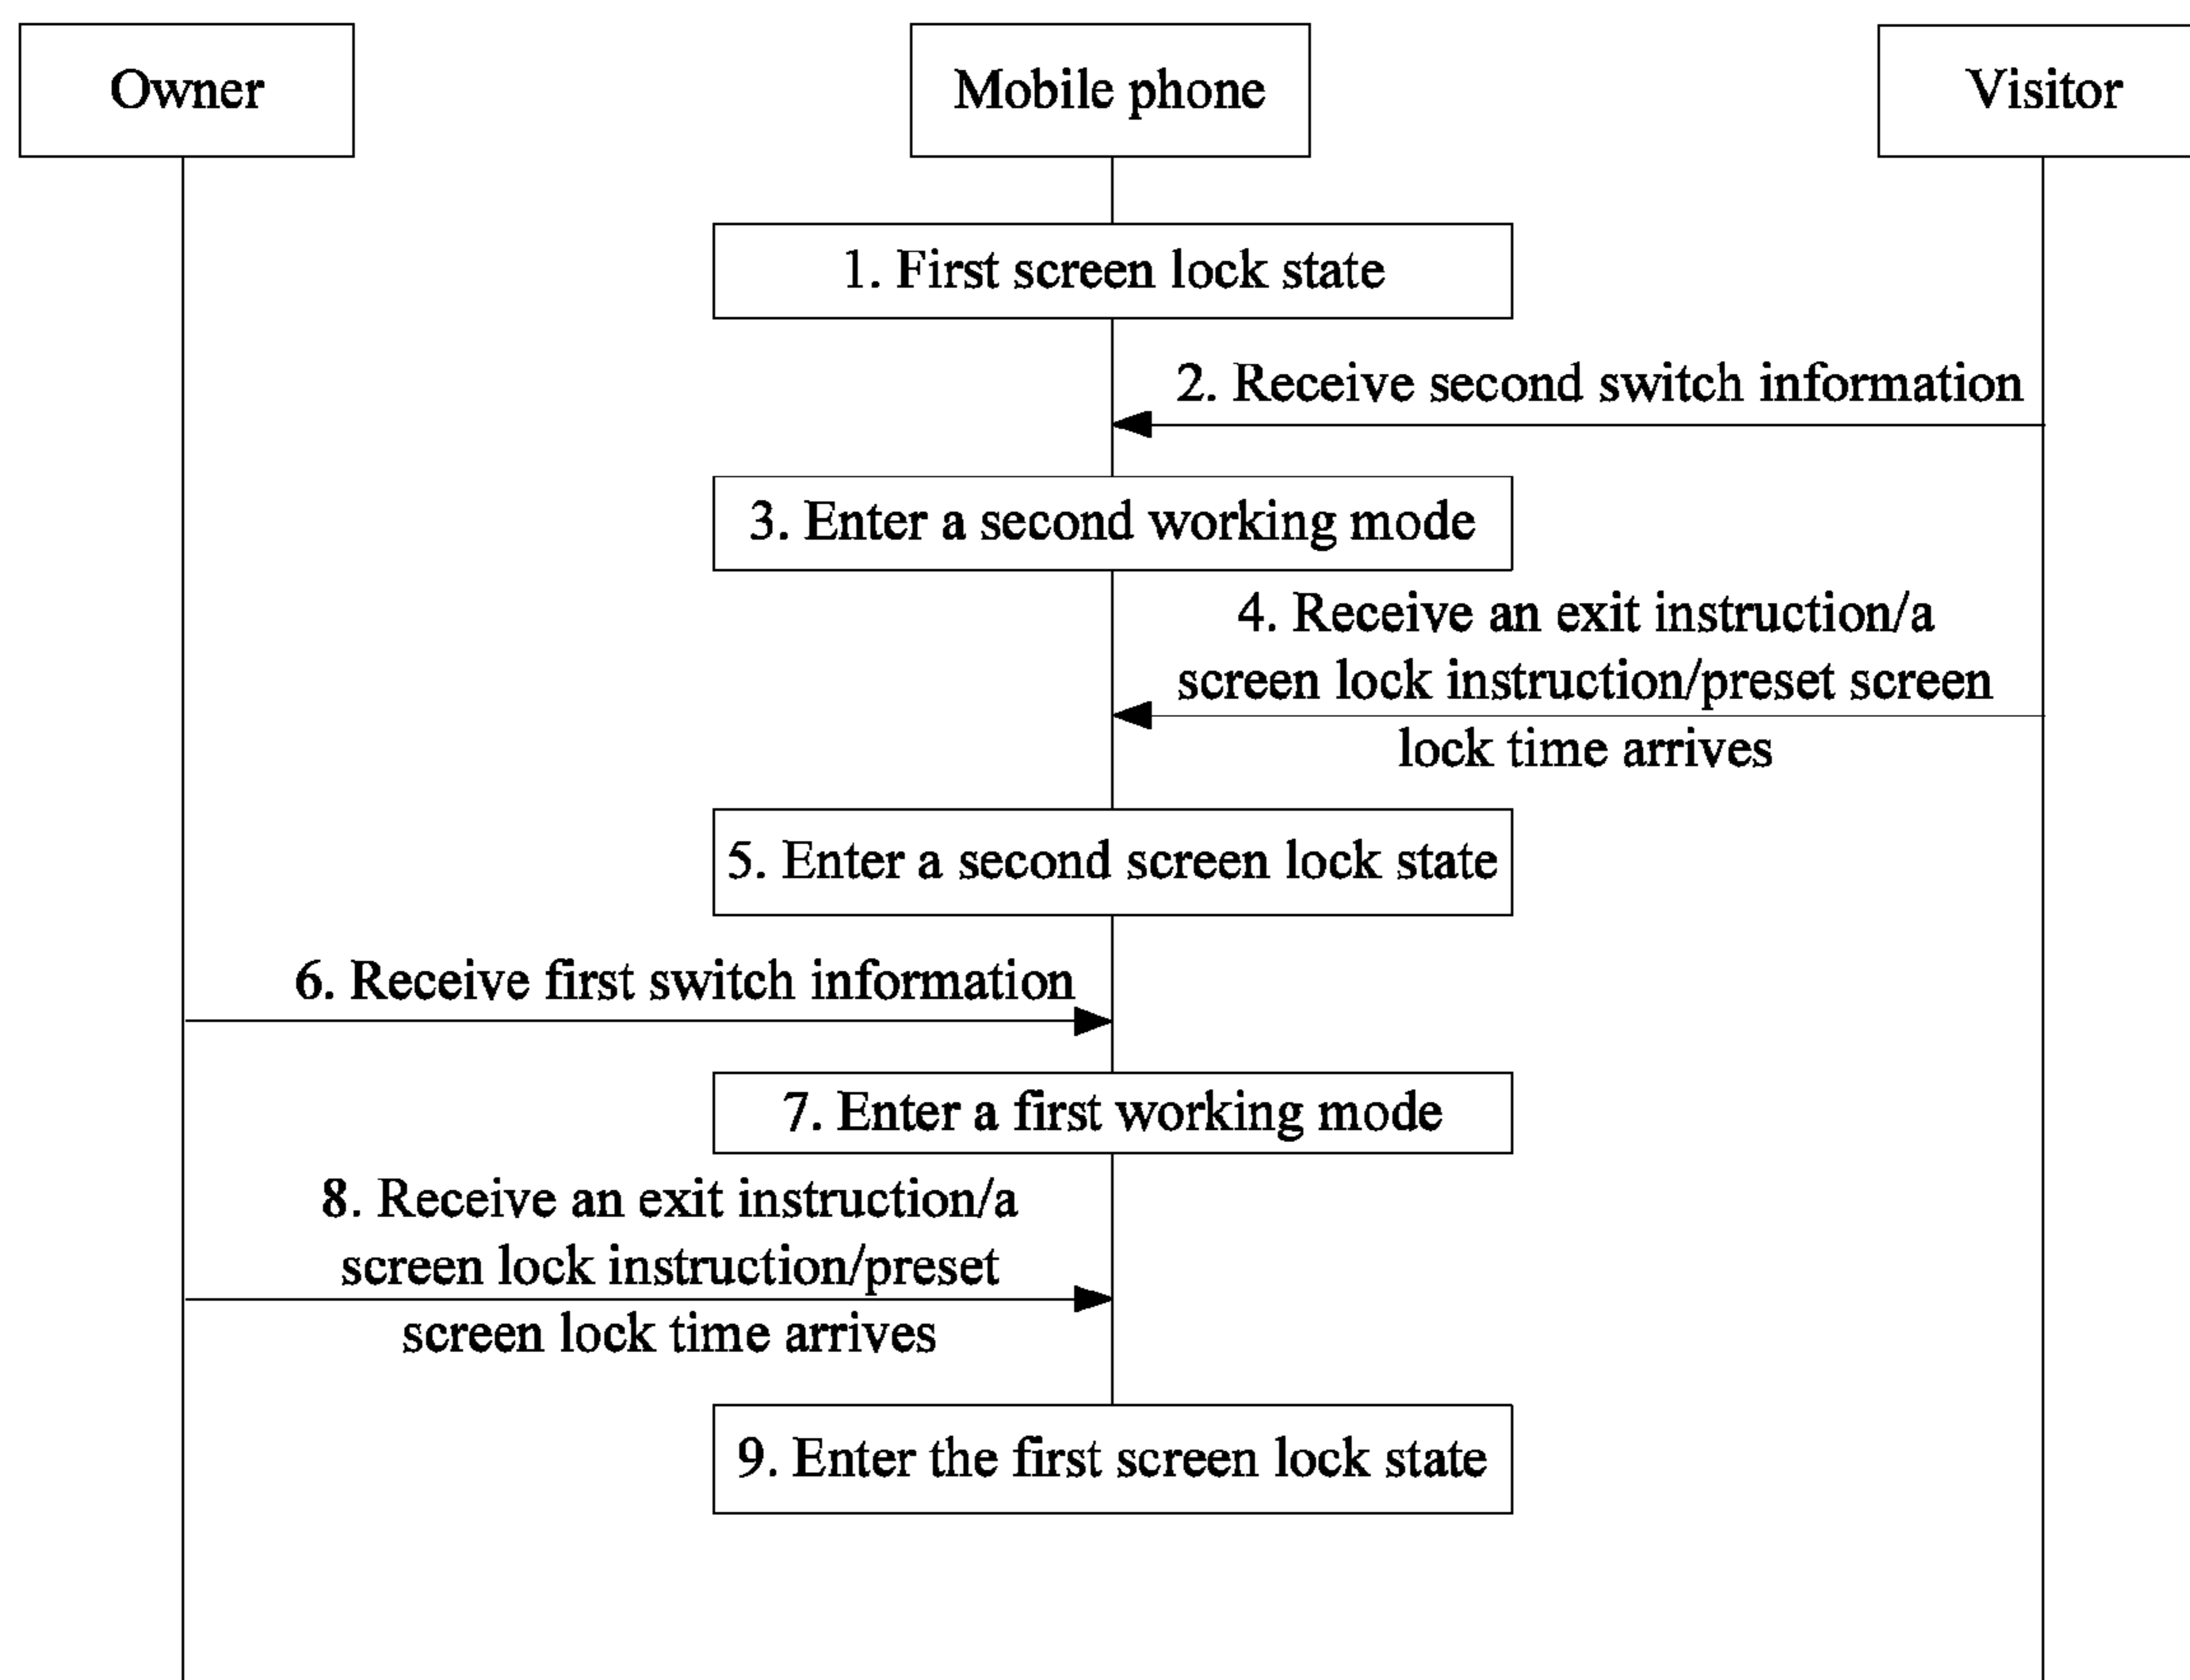 Owner
Mobile phone
Visitor
1. First screen lock state
2. Receive second switch information
3. Enter a second working mode
4. Receive an exit instruction/a
screen lock instruction/preset screen
lock time arrives
5. Enter a second screen lock state
6. Receive first switch information
7. Enter a first working mode
8. Receive an exit instruction/a
screen lock instruction/preset
screen lock time arrives
9. Enter the first screen lock state